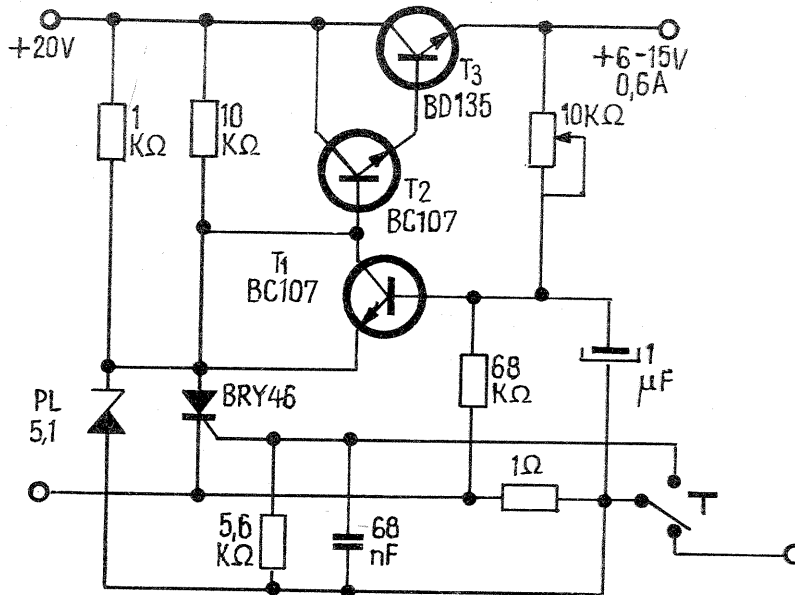 +20V
1
KΩ
10
KΩ
T3
BD135
+6-15V
0,6A
10KΩ
T2
BC107
T1
BC107
PL
5,1
BRY46
68
KΩ
1
μF
1Ω
5,6
KΩ
68
nF
T